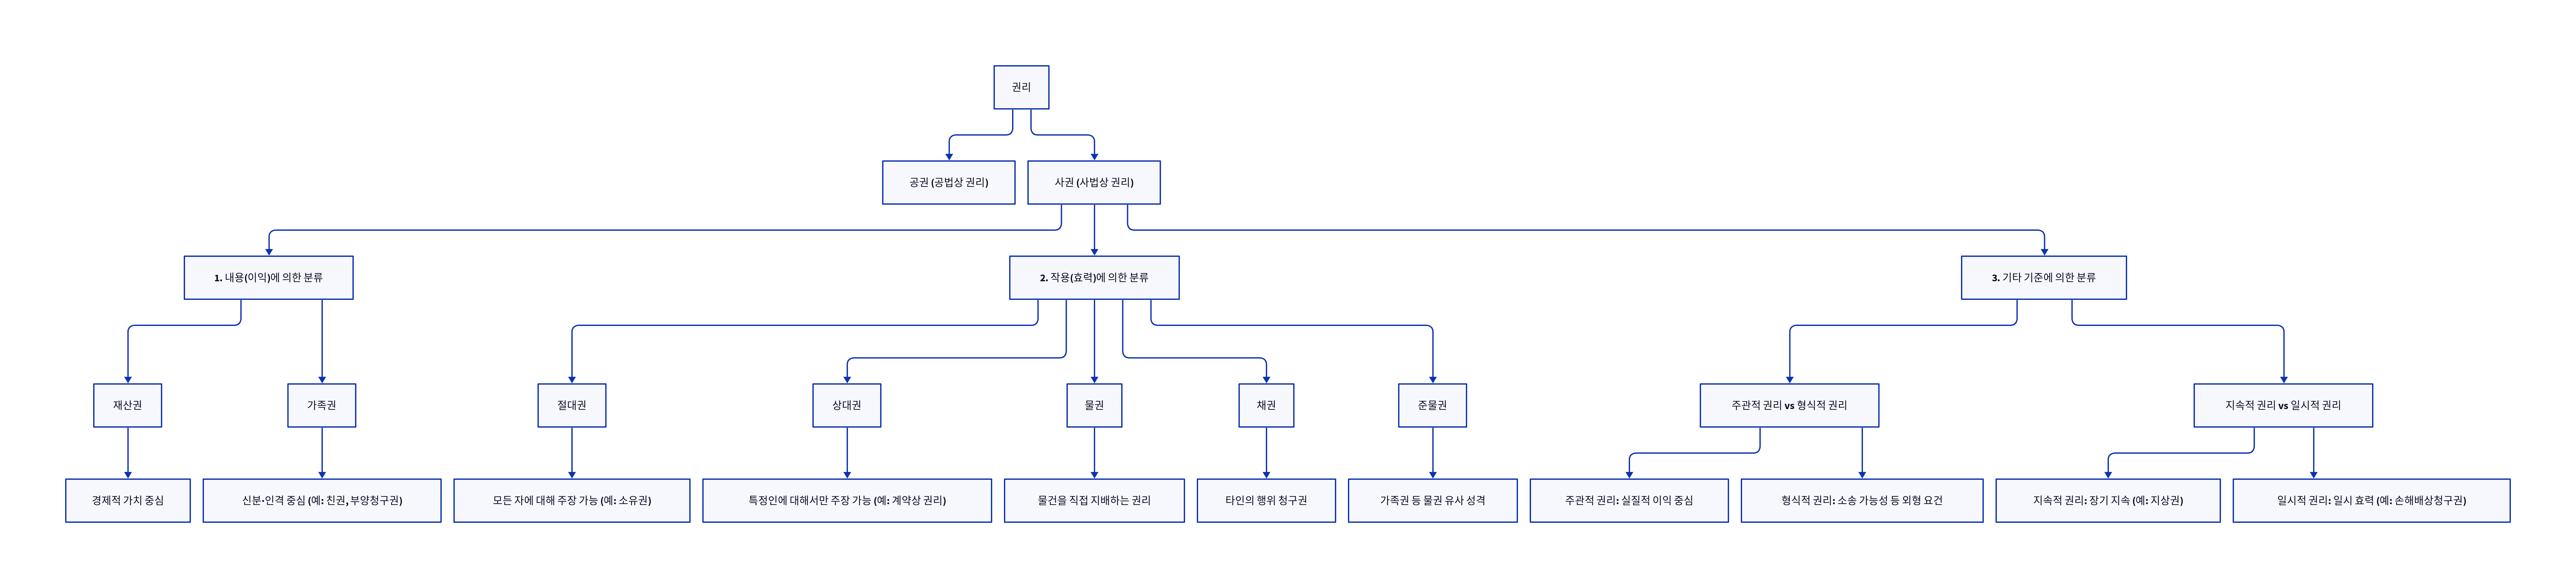 권리
공권 (공법상 권리)
사권 (사법상 권리)
1. 내용(이익)에 의한 분류
2. 작용(효력)에 의한 분류
3. 기타 기준에 의한 분류
재산권
가족권
절대권
상대권
물권
채권
준물권
주관적 권리 vs 형식적 권리
지속적 권리 vs 일시적 권리
경제적 가치 중심
신분·인격 중심 (예: 친권, 부양청구권)
모든 자에 대해 주장 가능 (예: 소유권)
특정인에 대해서만 주장 가능 (예: 계약상 권리)
물건을 직접 지배하는 권리
타인의 행위 청구권
가족권 등 물권 유사 성격
주관적 권리: 실질적 이익 중심
형식적 권리: 소송 가능성 등 외형 요건
지속적 권리: 장기 지속 (예: 지상권)
일시적 권리: 일시 효력 (예: 손해배상청구권)